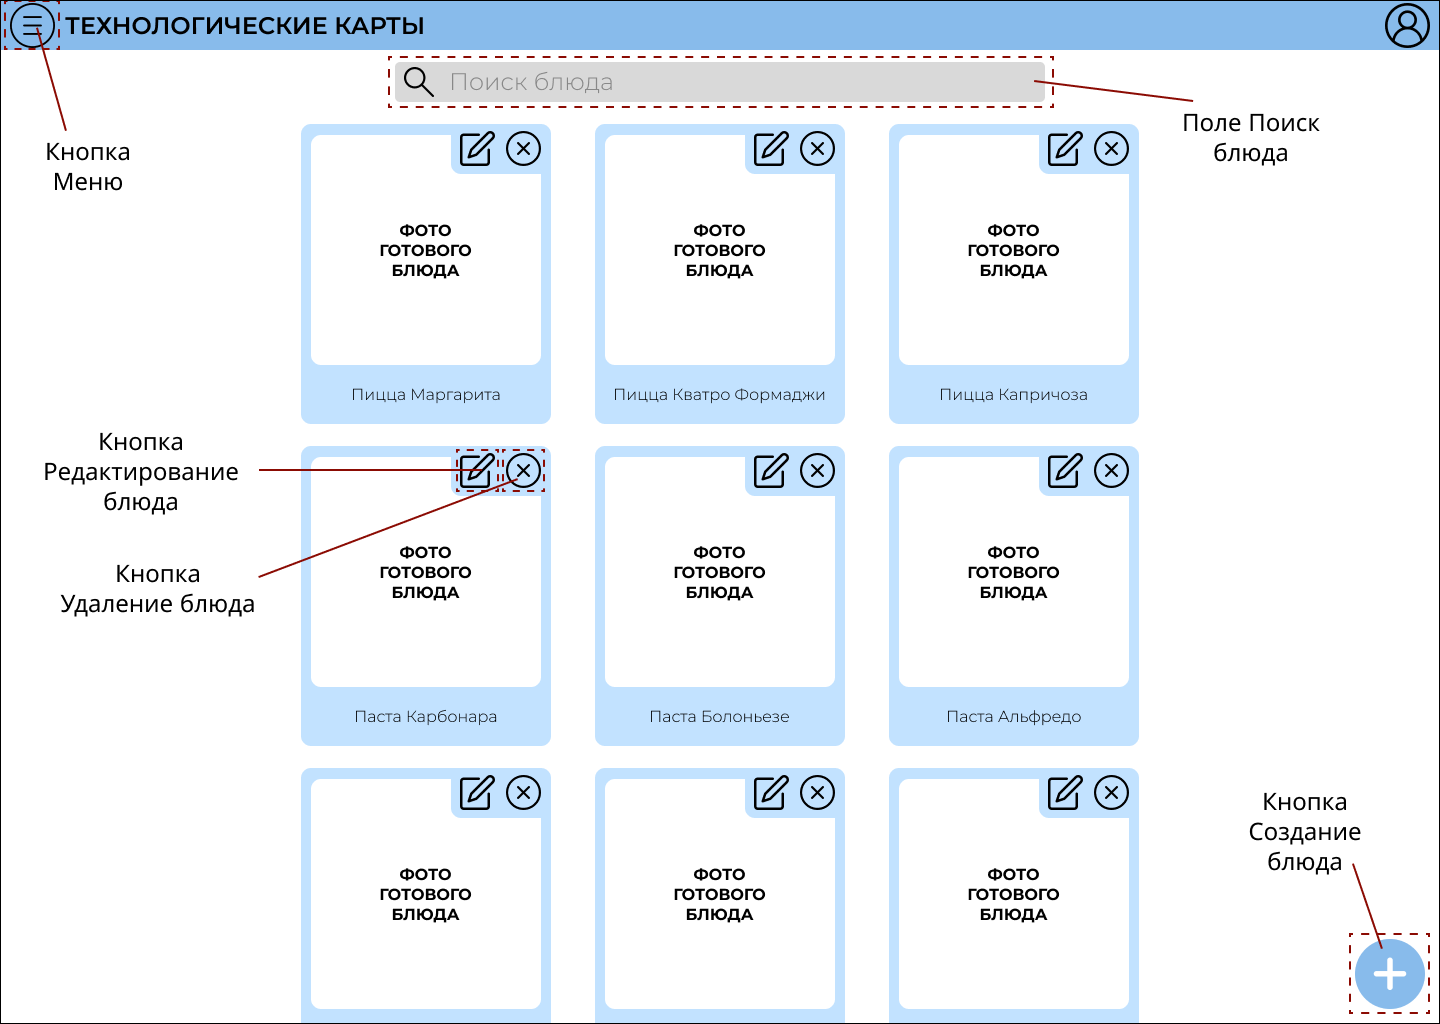 ТЕХНОЛОГИЧЕСКИЕ КАРТЫ
Поиск блюда
Поле Поиск
блюда
Кнопка
Меню
ФОТО
ГОТОВОГО
БЛЮДА
Пицца Маргарита
ФОТО
ГОТОВОГО
БЛЮДА
Пицца Кватро Формаджи
ФОТО
ГОТОВОГО
БЛЮДА
Пицца Капричоза
Кнопка
Редактирование
блюда
Кнопка
Удаление блюда
ФОТО
ГОТОВОГО
БЛЮДА
Паста Карбонара
ФОТО
ГОТОВОГО
БЛЮДА
Паста Болоньезе
ФОТО
ГОТОВОГО
БЛЮДА
Паста Альфредо
ФОТО
ГОТОВОГО
БЛЮДА
ФОТО
ГОТОВОГО
БЛЮДА
ФОТО
ГОТОВОГО
БЛЮДА
Кнопка
Создание
блюда